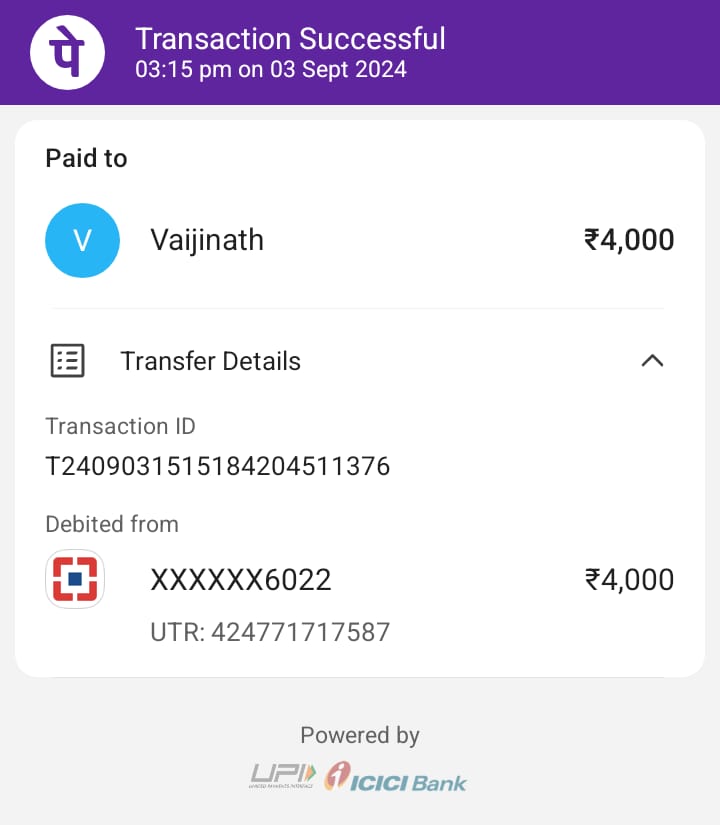 पे
Transaction Successful
03:15 pm on 03 Sept 2024
Paid to
V
Vaijinath
₹4,000
Transfer Details
Transaction ID
T2409031515184204511376
Debited from
XXXXXX6022
₹4,000
UTR: 424771717587
Powered by
UPI
UNIFIED PAYMENTS INTERFACE
ICICI Bank